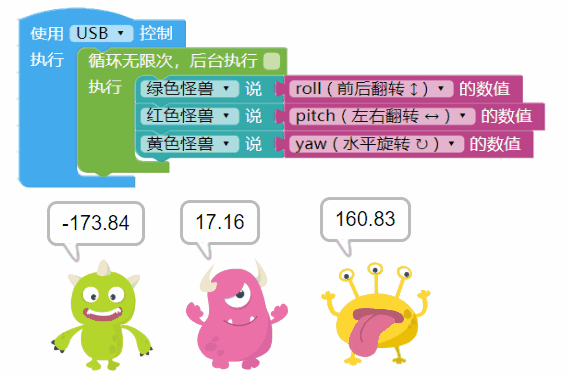 使用 USB ▼ 控制
执行 循环无限次，后台执行
执行 绿色怪兽 ▼ 说 roll ( 前后翻转 ↕ ) ▼ 的数值
红色怪兽 ▼ 说 pitch ( 左右翻转 ↔ ) ▼ 的数值
黄色怪兽 ▼ 说 yaw ( 水平旋转 ↻ ) ▼ 的数值
-173.84 17.16 160.83